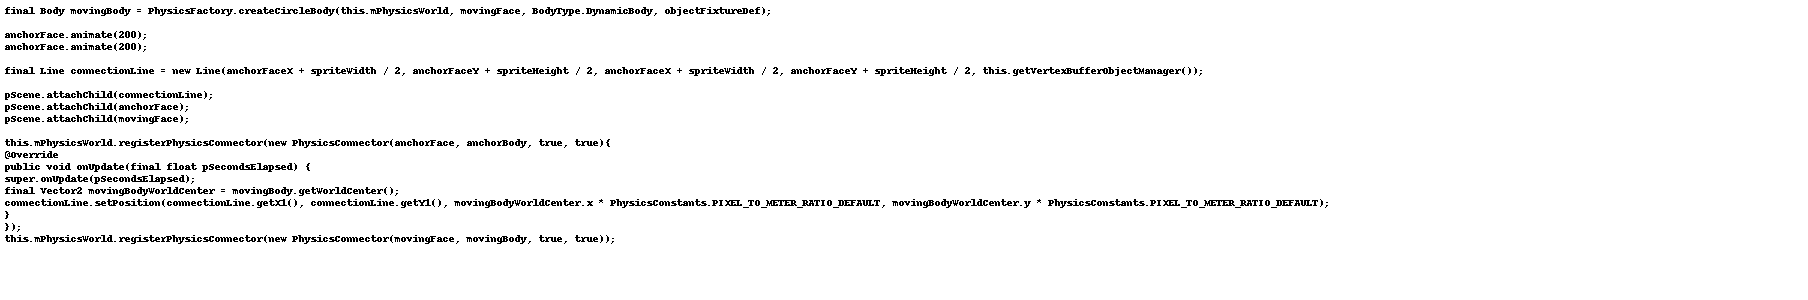 final Body movingBody = PhysicsFactory.createCircleBody(this.mPhysicsWorld, movingFace, BodyType.DynamicBody, objectFixtureDef);
anchorFace.animate(200);
anchorFace.animate(200);
final Line connectionLine = new Line(anchorFaceX + spriteWidth / 2, anchorFaceY + spriteHeight / 2, anchorFaceX + spriteWidth / 2, anchorFaceY + spriteHeight / 2, this.getVertexBufferObjectManager());
pScene.attachChild(connectionLine);
pScene.attachChild(anchorFace);
pScene.attachChild(movingFace);
this.mPhysicsWorld.registerPhysicsConnector(new PhysicsConnector(anchorFace, anchorBody, true, true){
@Override
public void onUpdate(final float pSecondsElapsed) {
super.onUpdate(pSecondsElapsed);
final Vector2 movingBodyWorldCenter = movingBody.getWorldCenter();
connectionLine.setPosition(connectionLine.getX1(), connectionLine.getY1(), movingBodyWorldCenter.x * PhysicsConstants.PIXEL_TO_METER_RATIO_DEFAULT, movingBodyWorldCenter.y * PhysicsConstants.PIXEL_TO_METER_RATIO_DEFAULT);
}
});
this.mPhysicsWorld.registerPhysicsConnector(new PhysicsConnector(movingFace, movingBody, true, true));